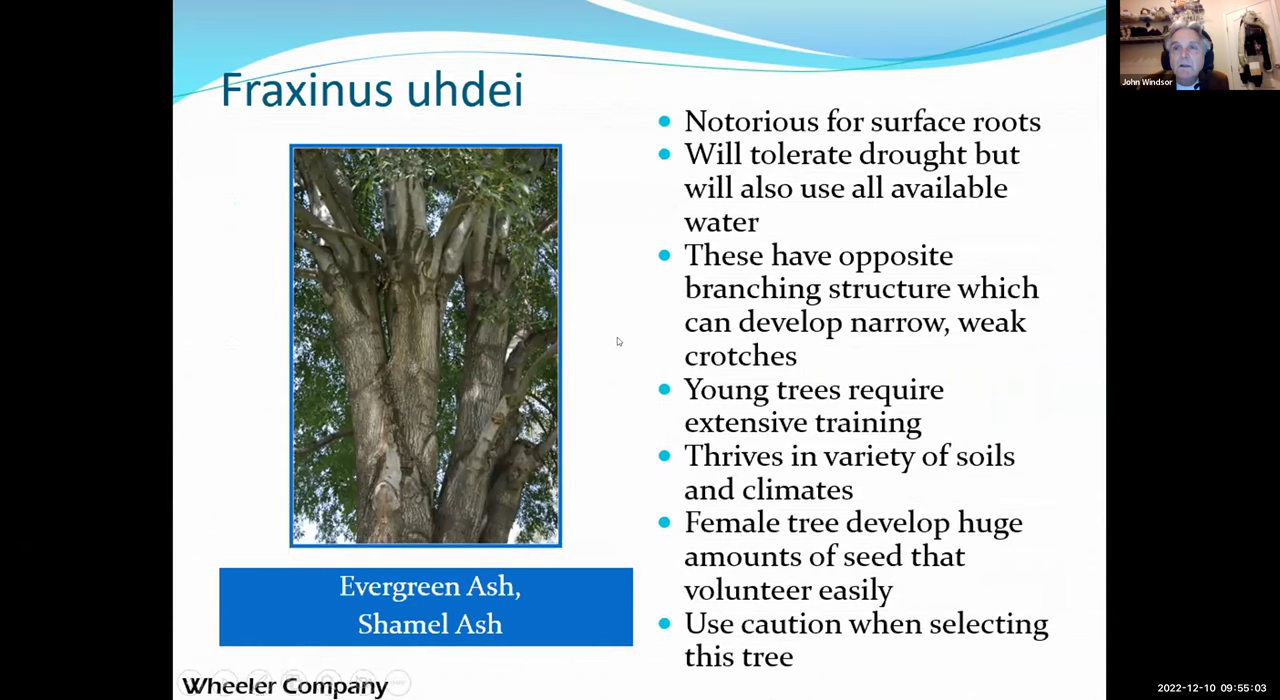 Fraxinus uhdei
Notorious for surface roots
Will tolerate drought but
will also use all available
water
These have opposite
branching structure which
can develop narrow, weak
crotches
Young trees require
extensive training
Thrives in variety of soils
and climates
Female tree develop huge
amounts of seed that
volunteer easily
Use caution when selecting
this tree
Evergreen Ash,
Shamel Ash
Wheeler Company
John Windsor
2022-12-10 09:55:03